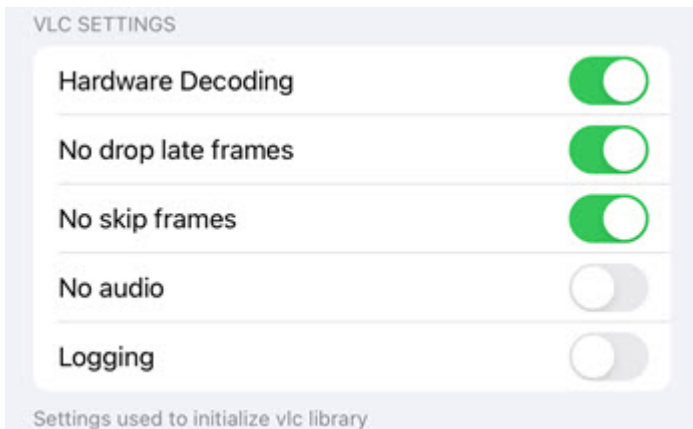 VLC SETTINGS
Hardware Decoding
No drop late frames
No skip frames
No audio
Logging
Settings used to initialize vlc library